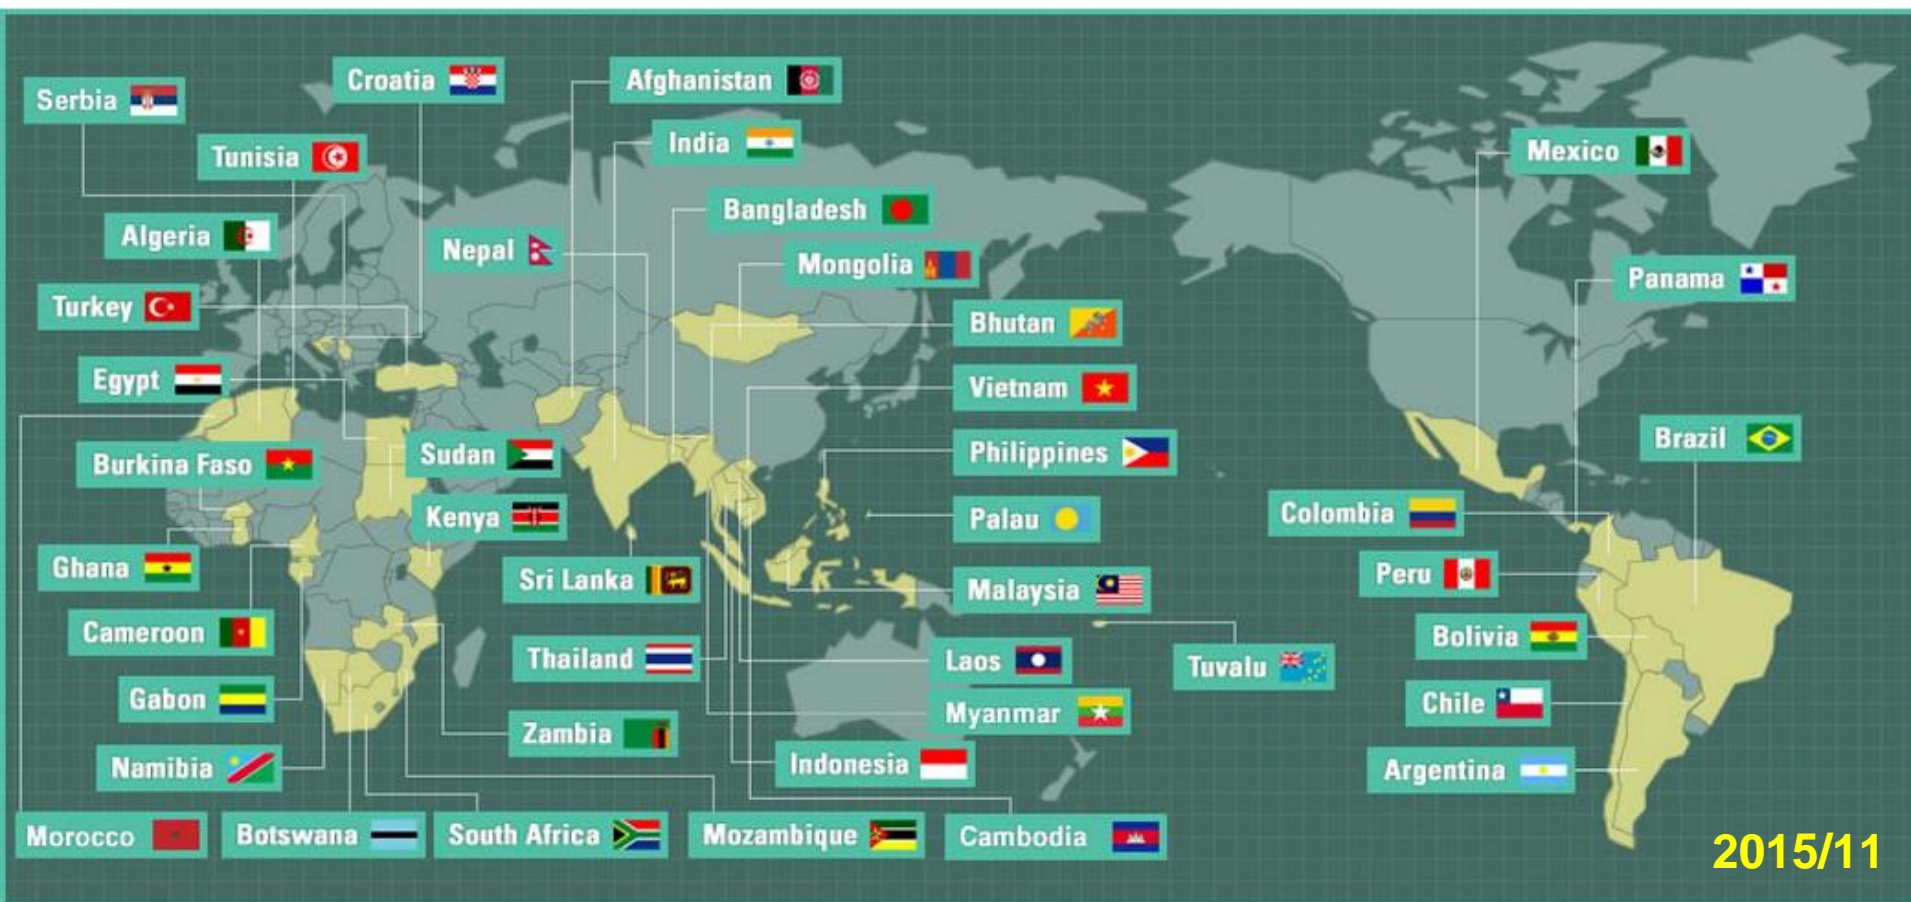 Serbia
Croatia
Afghanistan
Tunisia
India
Mexico
Algeria
Nepal
Bangladesh
Mongolia
Panama
Turkey
Bhutan
Egypt
Vietnam
Burkina Faso
Sudan
Philippines
Brazil
Kenya
Palau
Colombia
Ghana
Sri Lanka
Malaysia
Peru
Cameroon
Thailand
Laos
Tuvalu
Bolivia
Gabon
Zambia
Myanmar
Chile
Namibia
Indonesia
Argentina
Morocco
Botswana
South Africa
Mozambique
Cambodia
2015/11